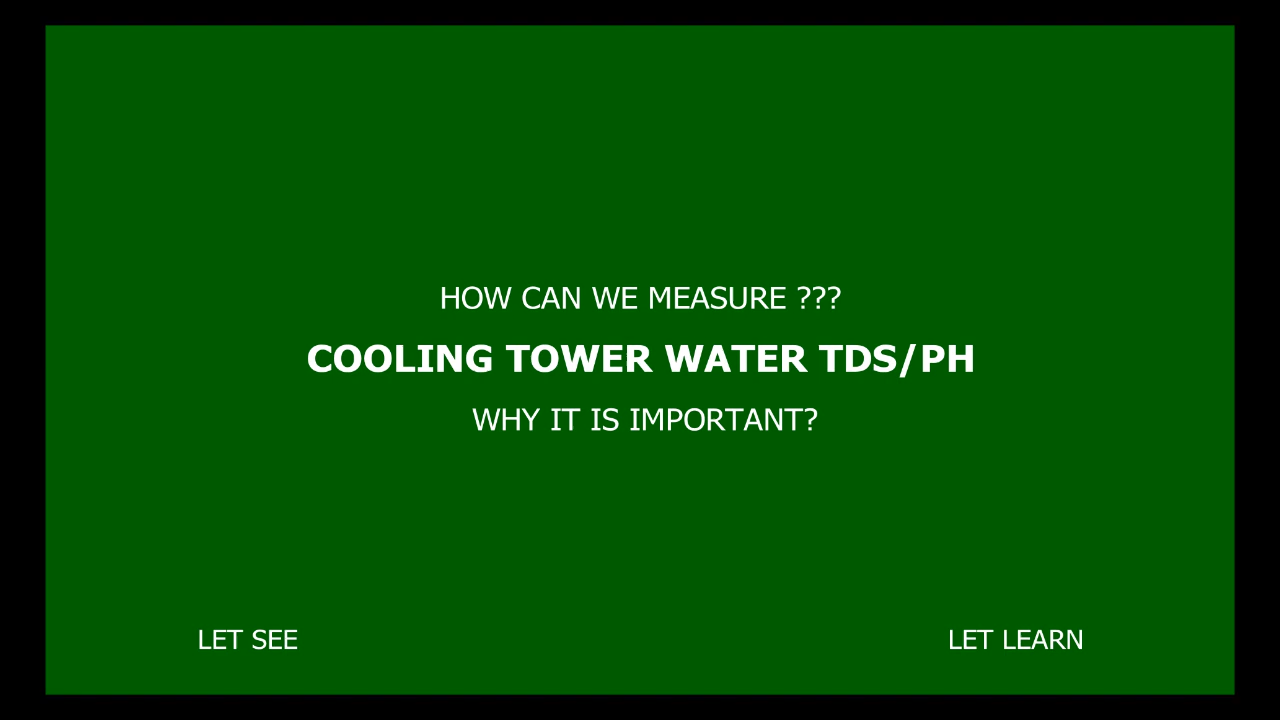 HOW CAN WE MEASURE ???
COOLING TOWER WATER TDS/PH
WHY IT IS IMPORTANT?
LET SEE
LET LEARN